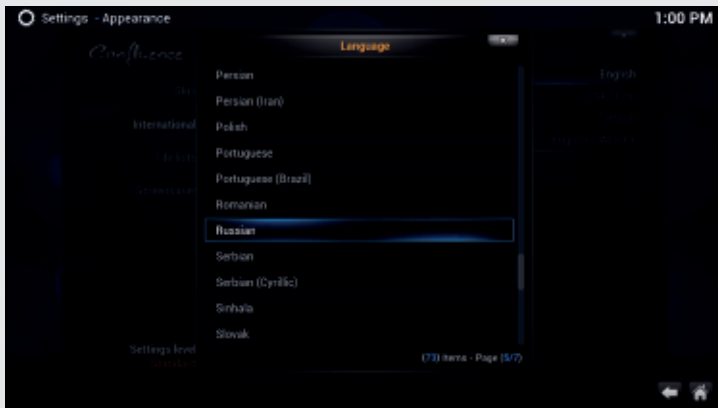 Settings - Appearance
1:00 PM
Confluence
Language
English
International
Persian
Persian (Iran)
Polish
Portuguese
Portuguese (Brazil)
Romanian
Russian
Serbian
Serbian (Cyrillic)
Sinhala
Slovak
Settings level
(73) items - Page (5/7)